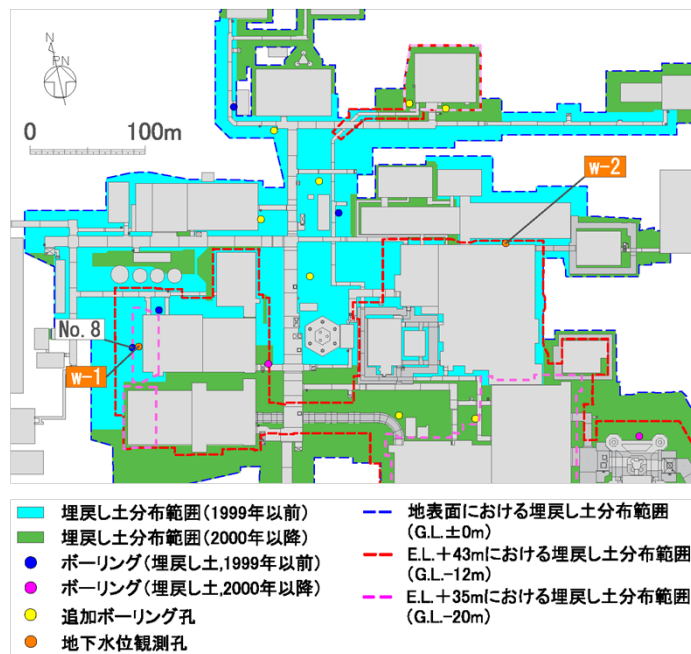 N
PN
0 100m
w-2
No. 8
w-1
埋戻し土分布範囲(1999年以前)
埋戻し土分布範囲(2000年以降)
ボーリング(埋戻土,1999年以前)
ボーリング(埋戻土,2000年以降)
追加ボーリング孔
地下水位観測孔
地表面における埋戻し土分布範囲
(G.L.±0m)
E.L.+43mにおける埋戻し土分布範囲
(G.L.-12m)
E.L.+35mにおける埋戻し土分布範囲
(G.L.-20m)